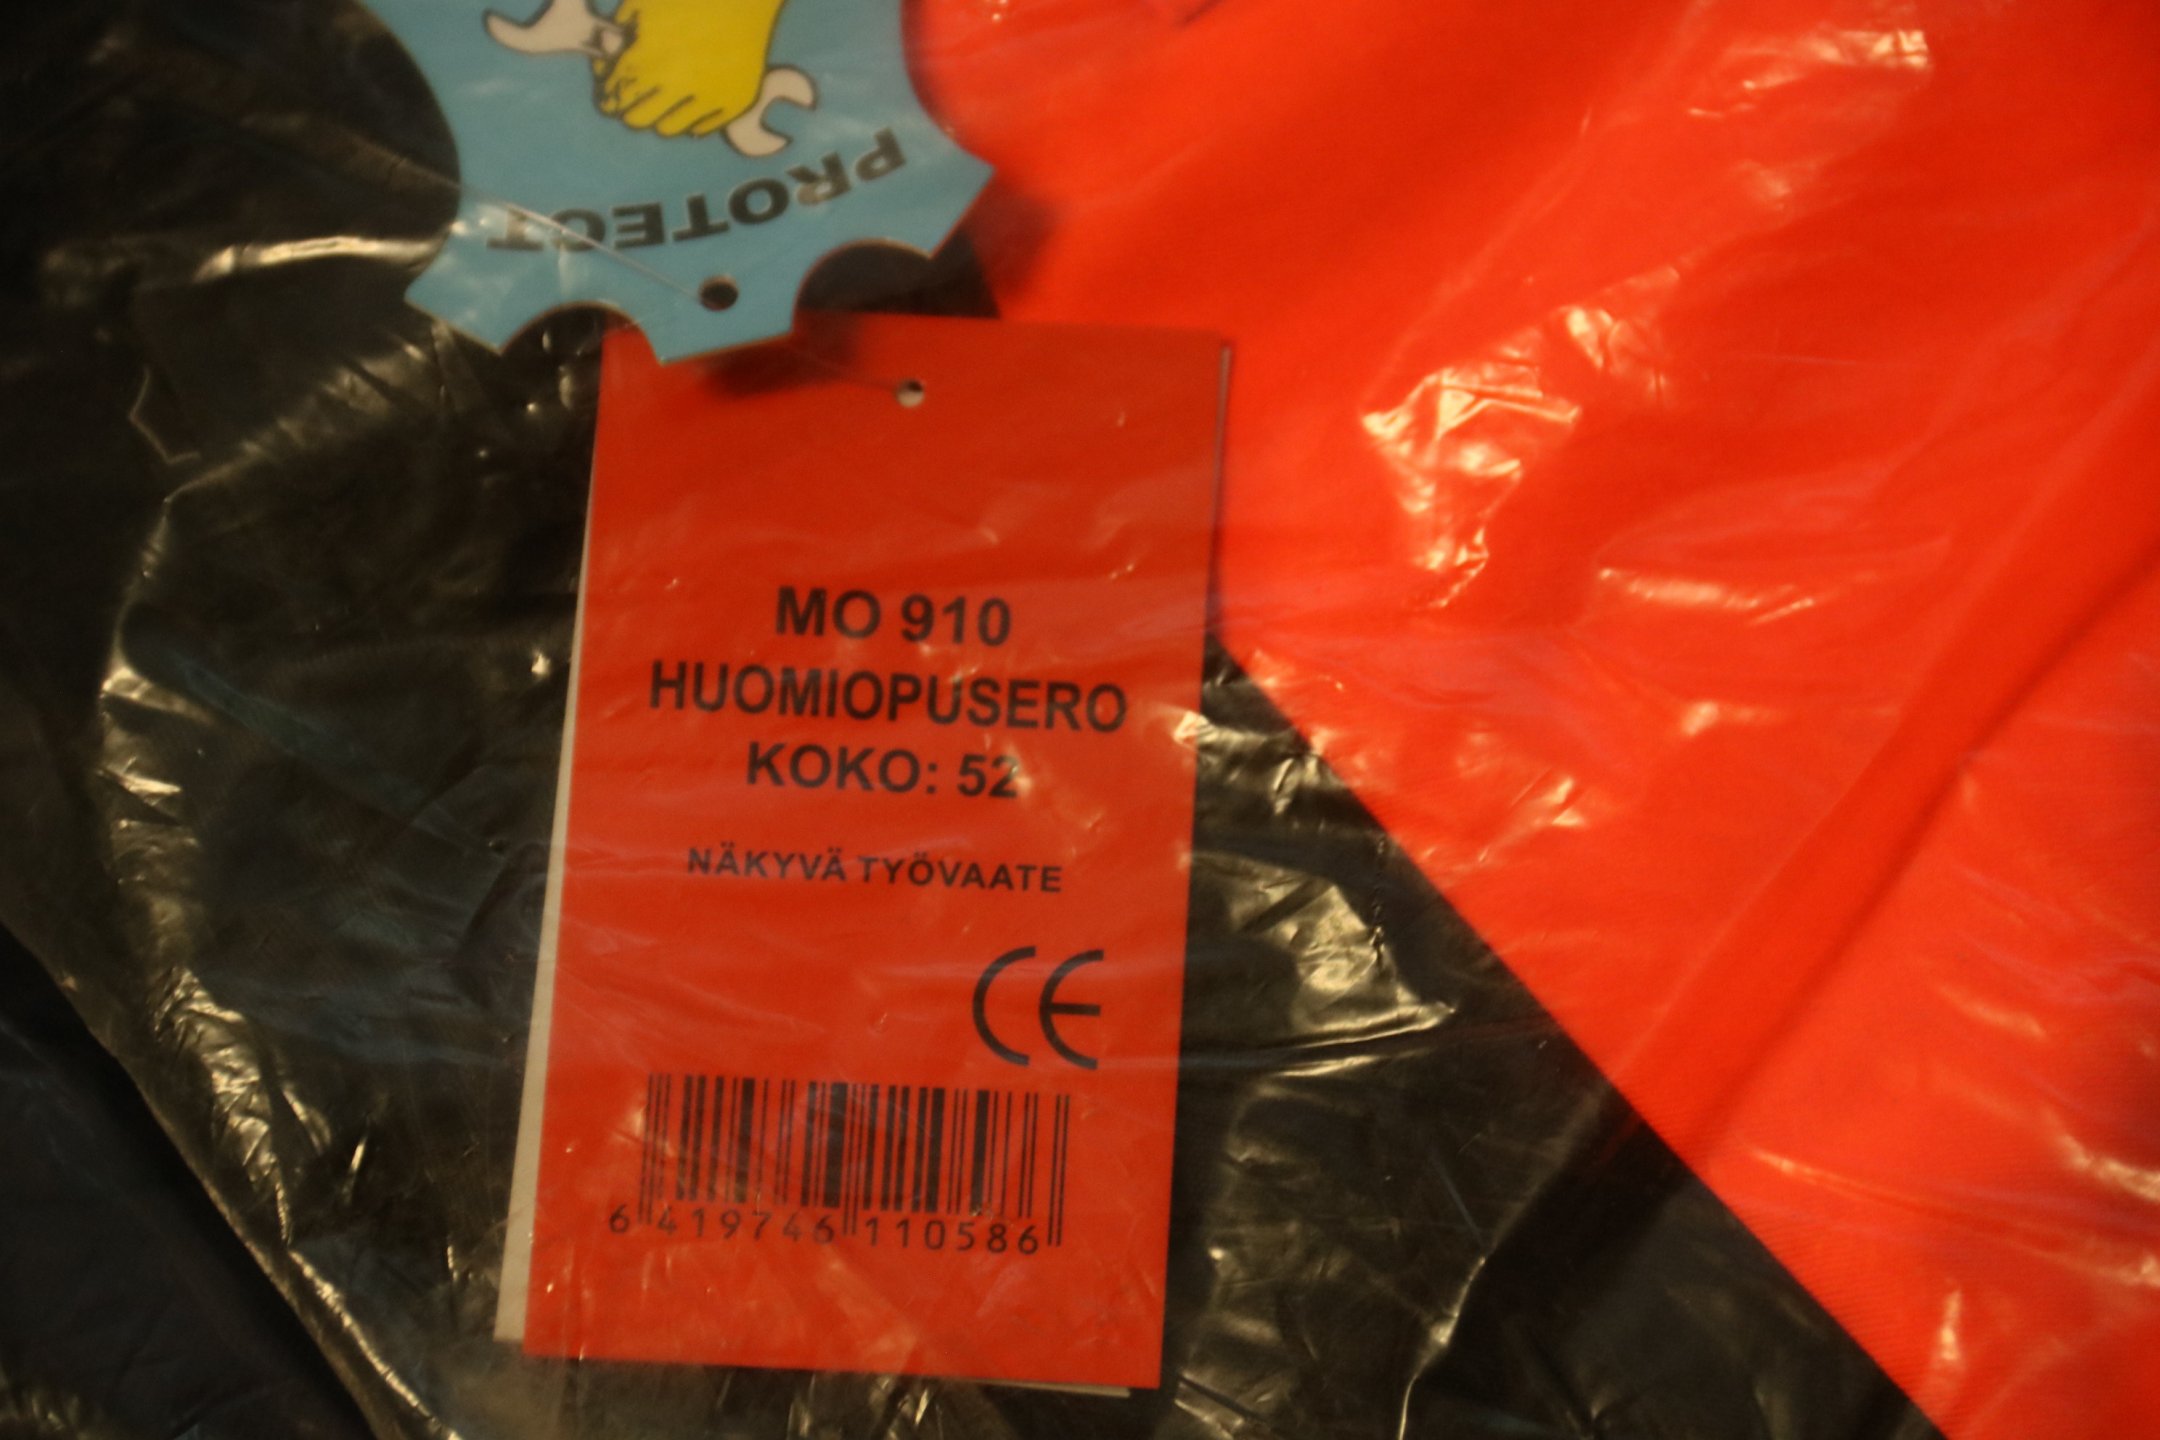 PROTECT
MO 910
HUOMIOPUSERO
KOKO: 52
NÄKYVÄ TYÖVAATE
CE
6 419746 110586